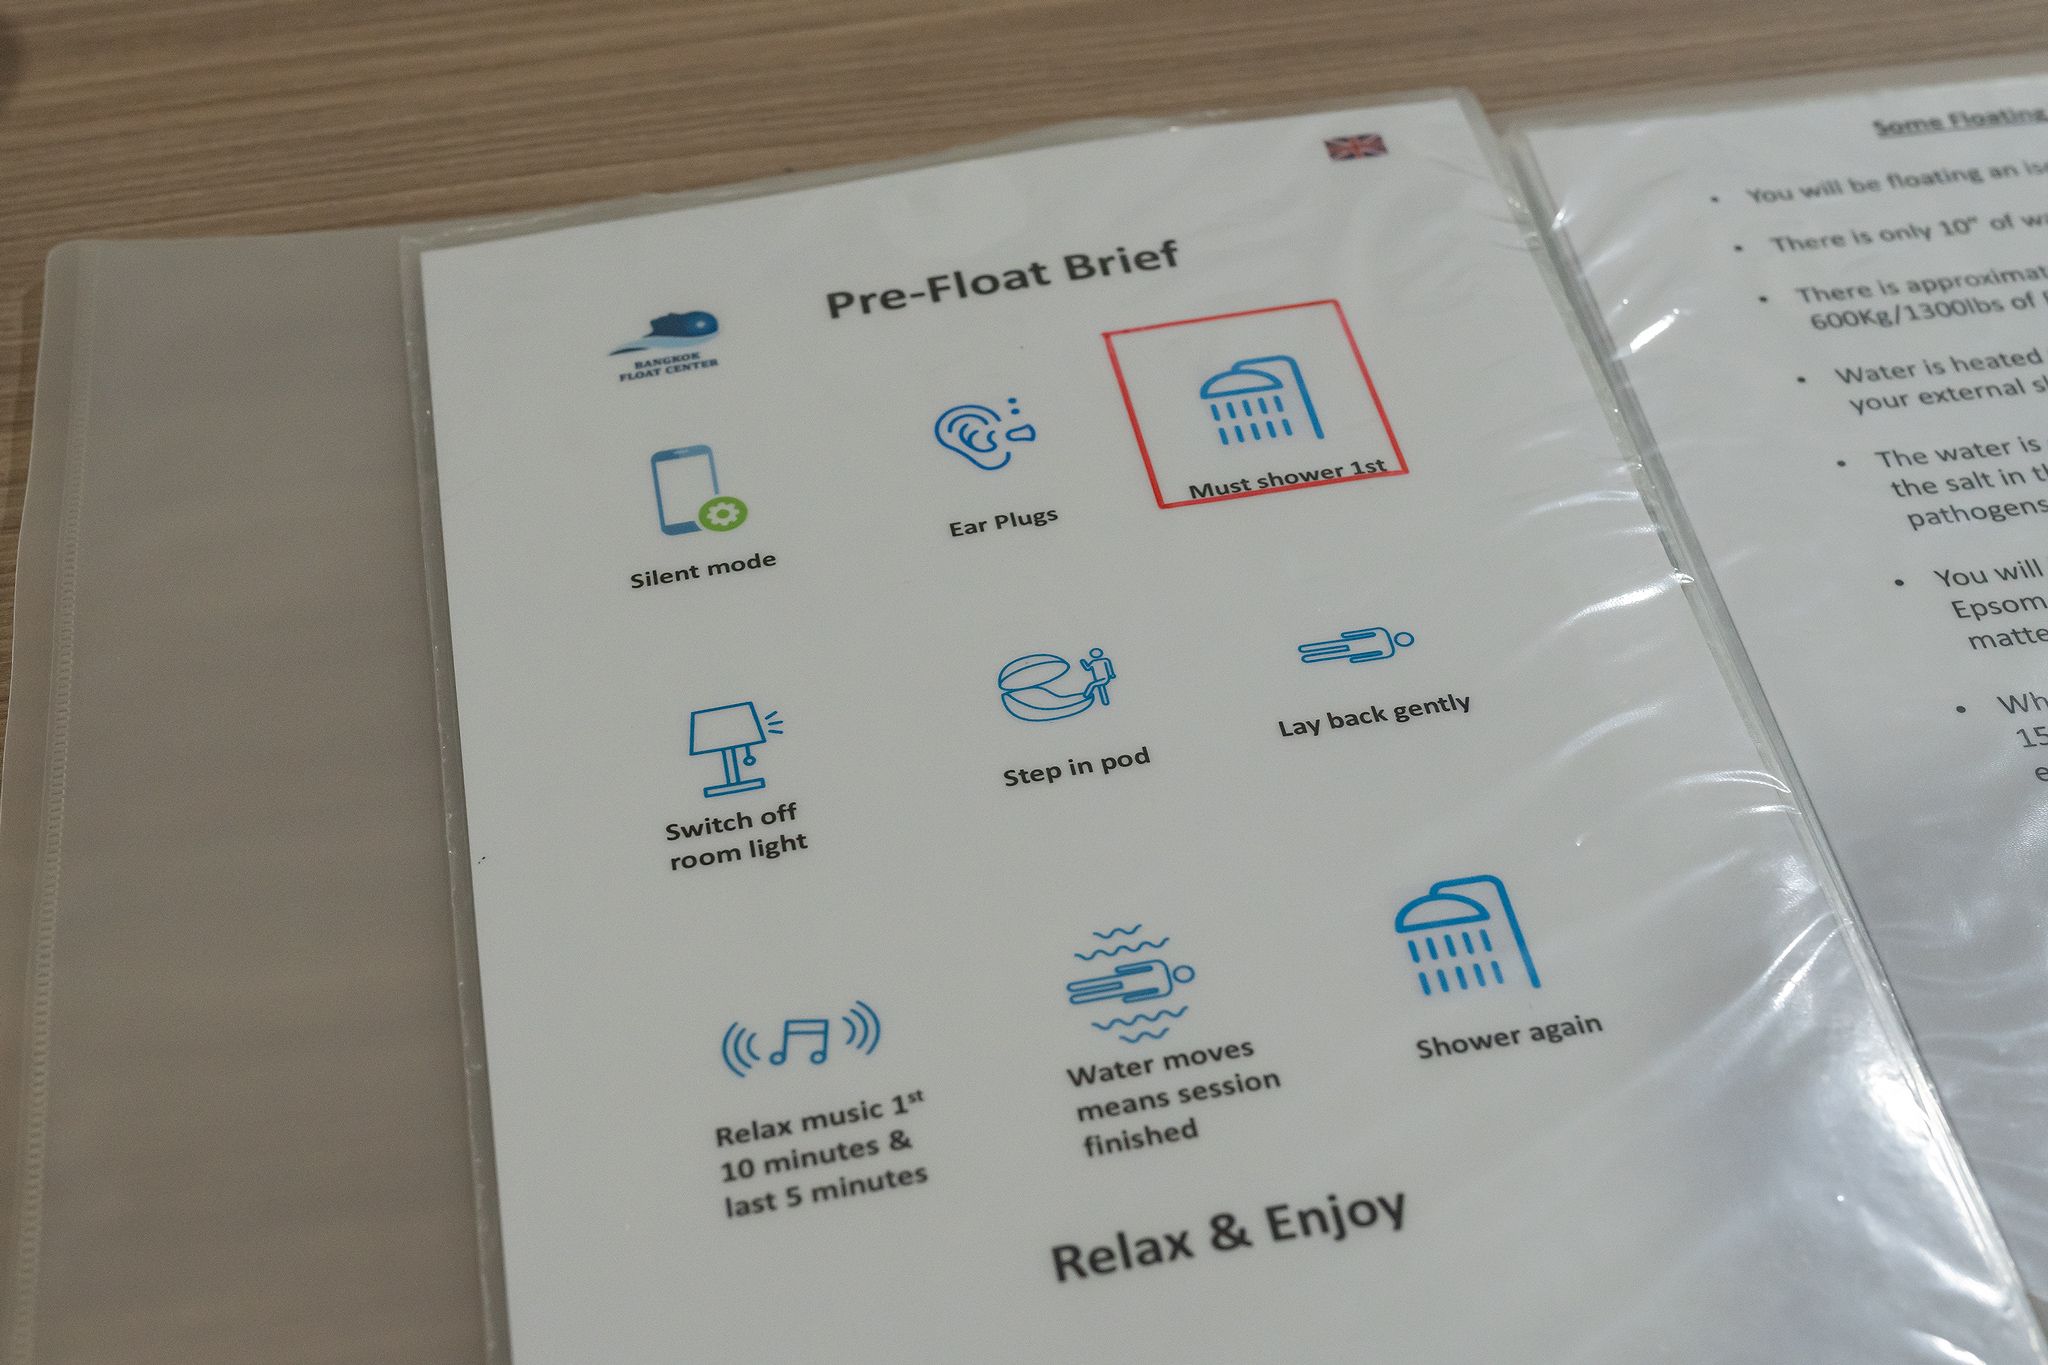 Pre-Float Brief
BANGKOK
FLOAT CENTER
Silent mode
Ear Plugs
Must shower 1st
Switch off
room light
Step in pod
Lay back gently
Relax music 1st
10 minutes &
last 5 minutes
Water moves
means session
finished
Shower again
Relax & Enjoy
Some Floating
• You will be floating an
• There is only 10" of
• There is
600Kg/1300lbs of
• Water is heated
your external
• The water is
the salt in
pathogens
• You will
Epsom
•
15